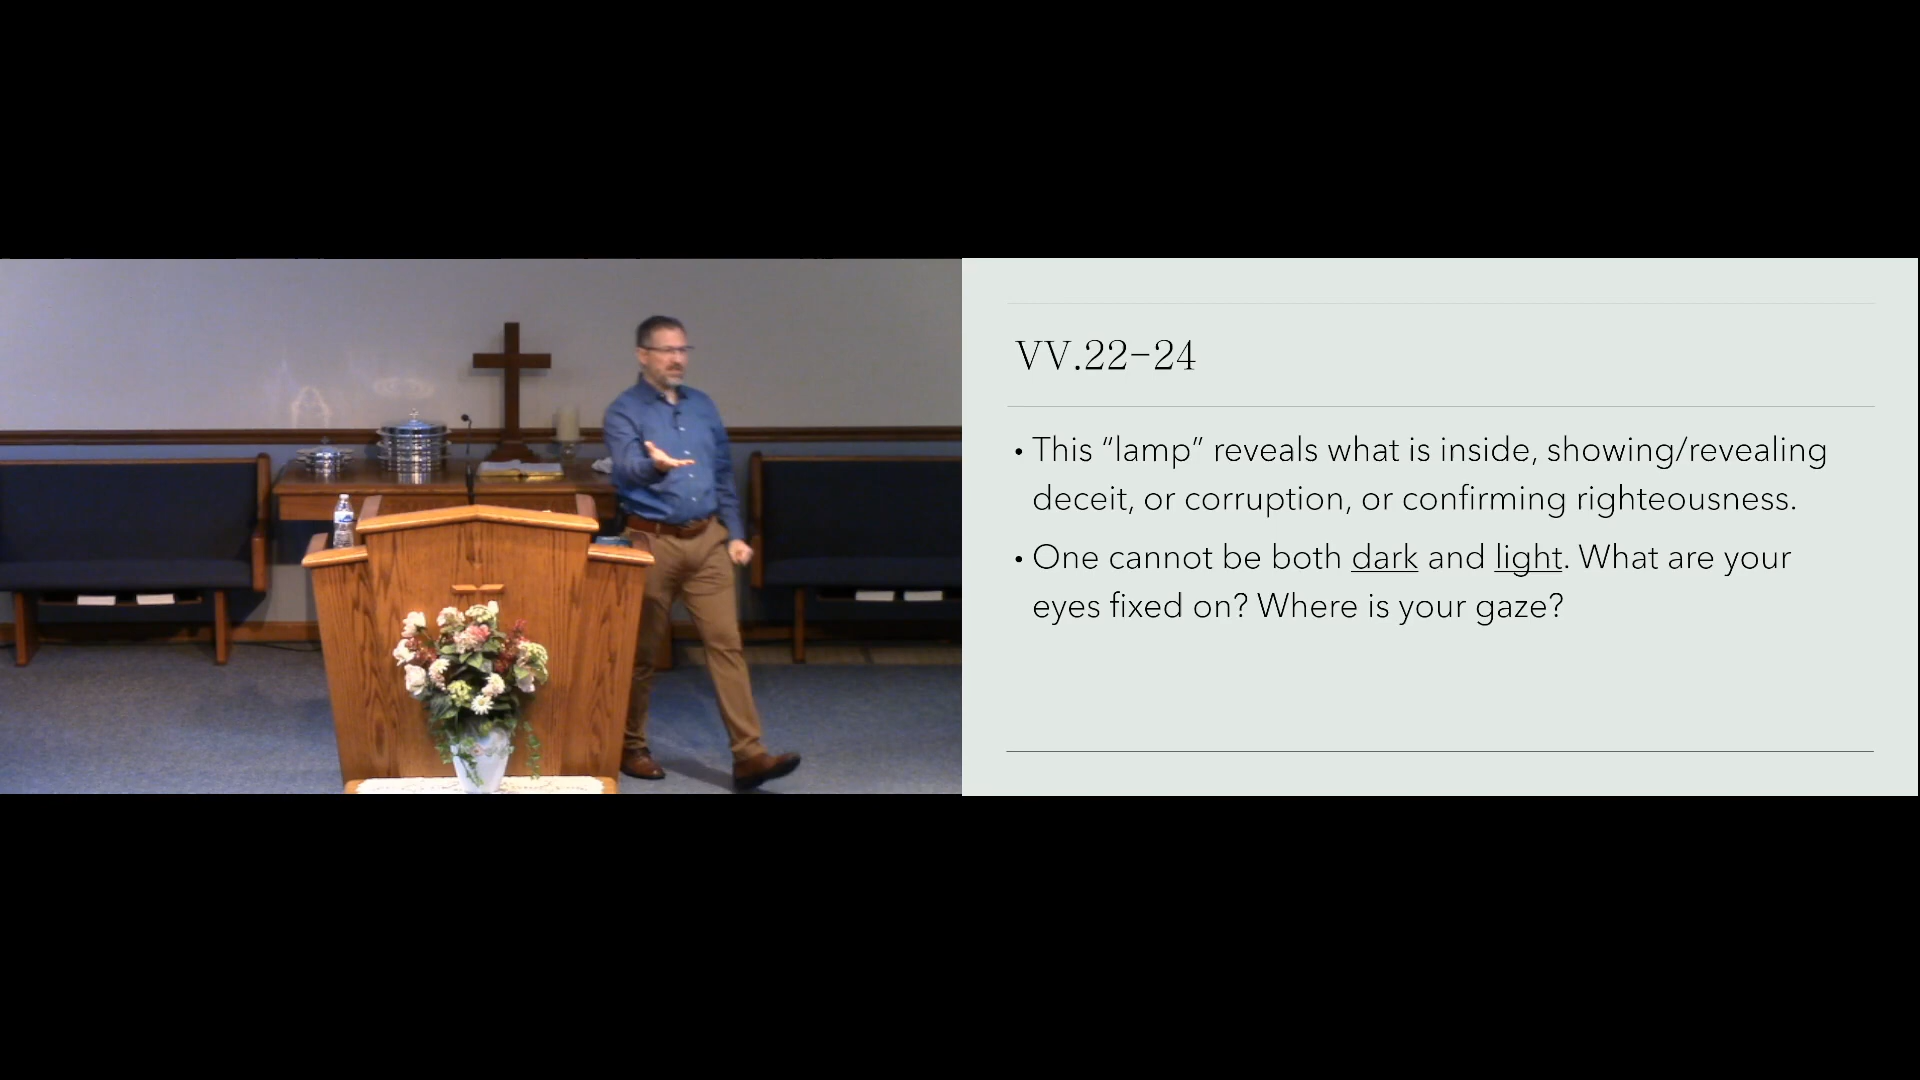 VV.22-24
• This “lamp” reveals what is inside, showing/revealing
deceit, or corruption, or confirming righteousness.
• One cannot be both dark and light. What are your
eyes fixed on? Where is your gaze?